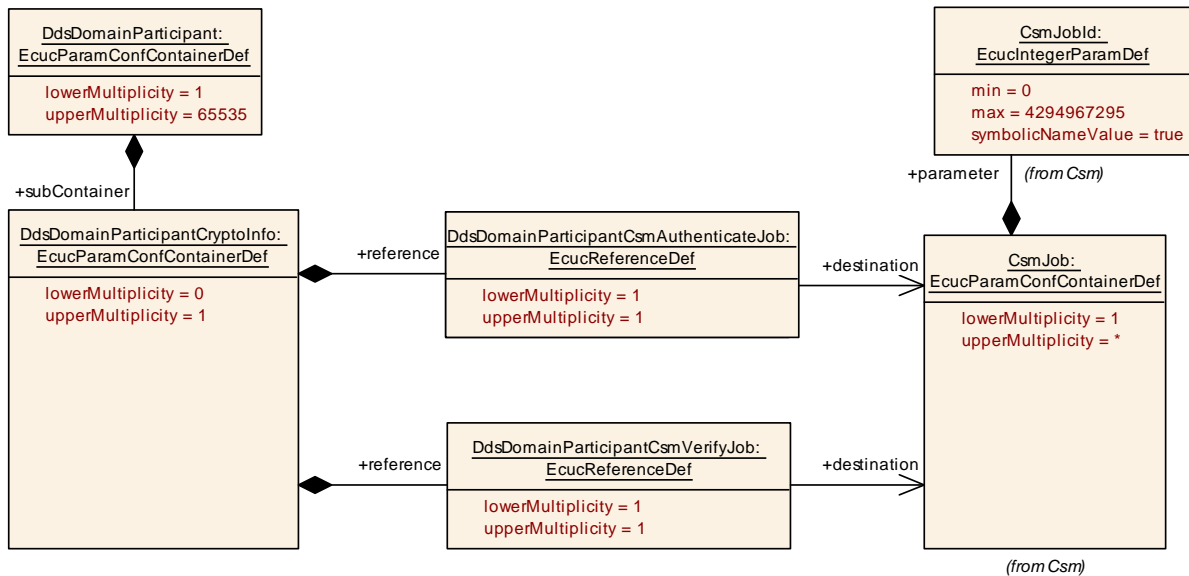 DdsDomainParticipant:
EcucParamConfContainerDef
lowerMultiplicity = 1
upperMultiplicity = 65535
+subContainer
DdsDomainParticipantCryptoInfo:
EcucParamConfContainerDef
lowerMultiplicity = 0
upperMultiplicity = 1
+reference
DdsDomainParticipantCsmAuthenticateJob:
EcucReferenceDef
lowerMultiplicity = 1
upperMultiplicity = 1
+destination
+reference
DdsDomainParticipantCsmVerifyJob:
EcucReferenceDef
lowerMultiplicity = 1
upperMultiplicity = 1
+destination
CsmJobId:
EcucIntegerParamDef
min = 0
max = 4294967295
symbolicNameValue = true
+parameter
(from Csm)
CsmJob:
EcucParamConfContainerDef
lowerMultiplicity = 1
upperMultiplicity = *
(from Csm)